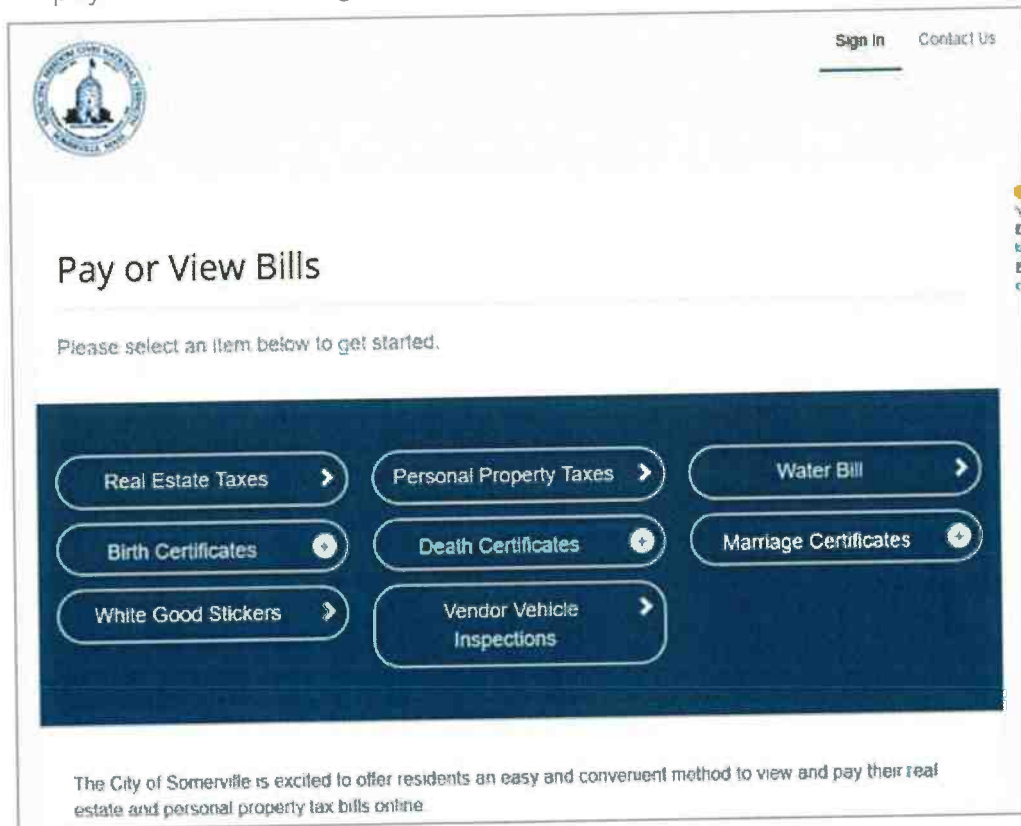 pay
Sign In Contact Us
Pay or View Bills
Please select an item below to get started.
Real Estate Taxes
Personal Property Taxes
Water Bill
Birth Certificates
Death Certificates
Marriage Certificates
White Good Stickers
Vendor Vehicle
Inspections
The City of Somerville is excited to offer residents an easy and convenient method to view and pay their real
estate and personal property tax bills online